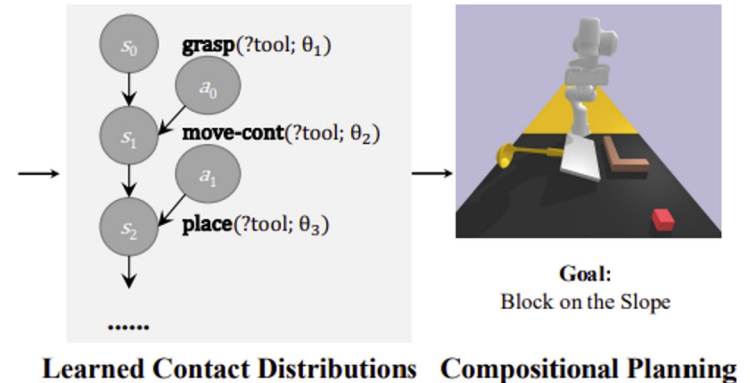 s₀
grasp(?tool; θ₁)
a₀
s₁
move-cont(?tool; θ₂)
a₁
s₂
place(?tool; θ₃)
......
Learned Contact Distributions
Goal:
Block on the Slope
Compositional Planning